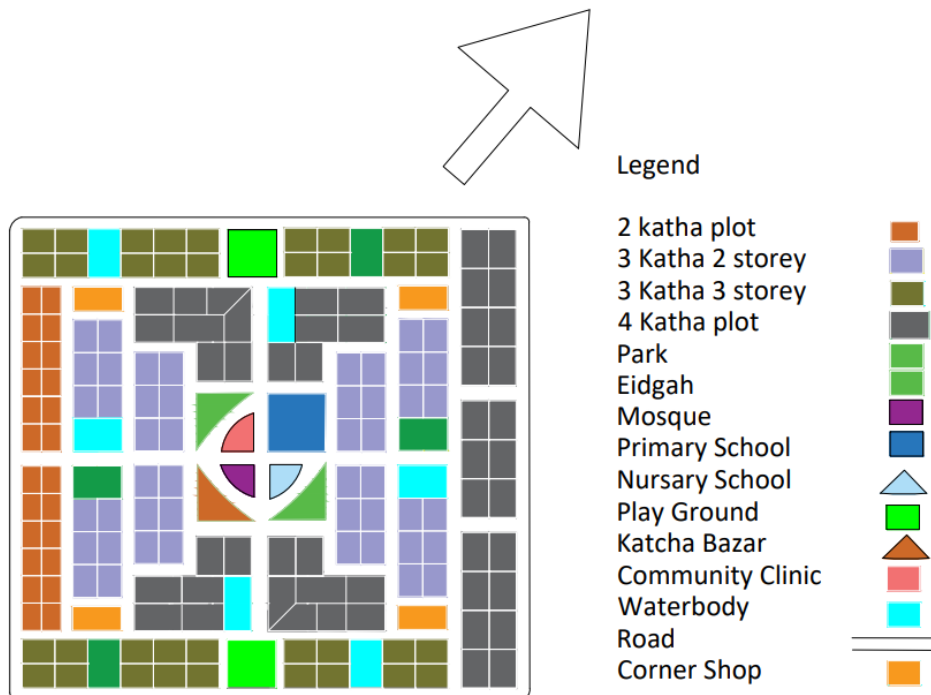 Legend
2 katha plot
3 Katha 2 storey
3 Katha 3 storey
4 Katha plot
Park
Eidgah
Mosque
Primary School
Nursary School
Play Ground
Katcha Bazar
Community Clinic
Waterbody
Road
Corner Shop